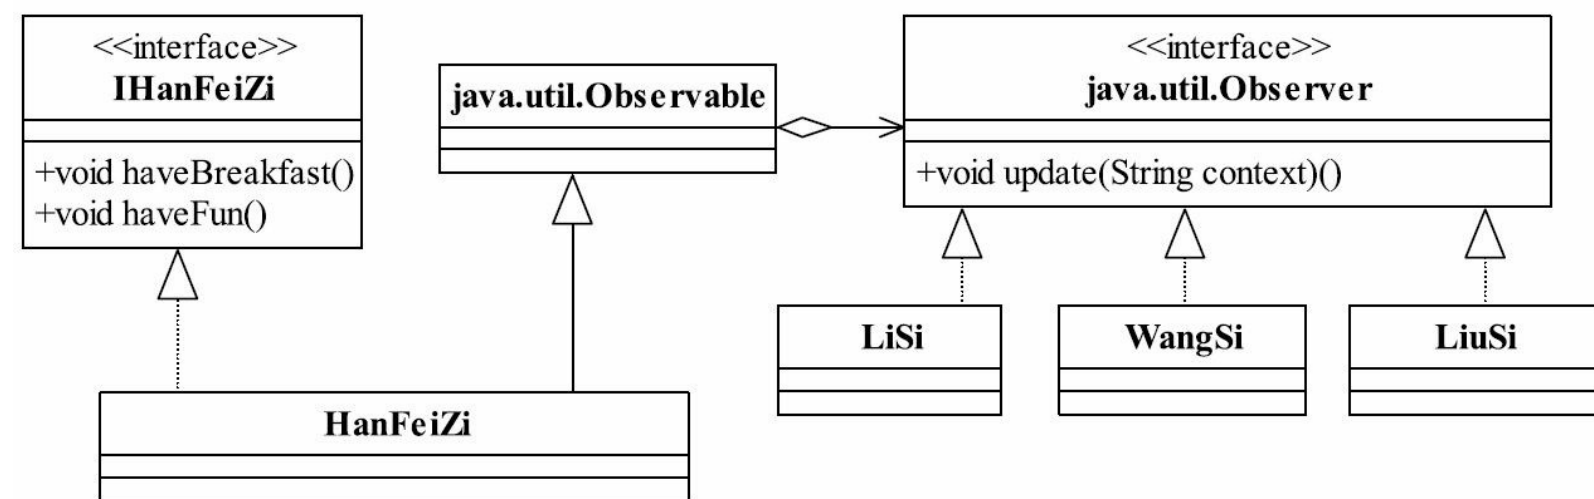 <<interface>>
IHanFeiZi
+void haveBreakfast()
+void haveFun()
java.util.Observable
<<interface>>
java.util.Observer
+void update(String context)()
LiSi
WangSi
LiuSi
HanFeiZi